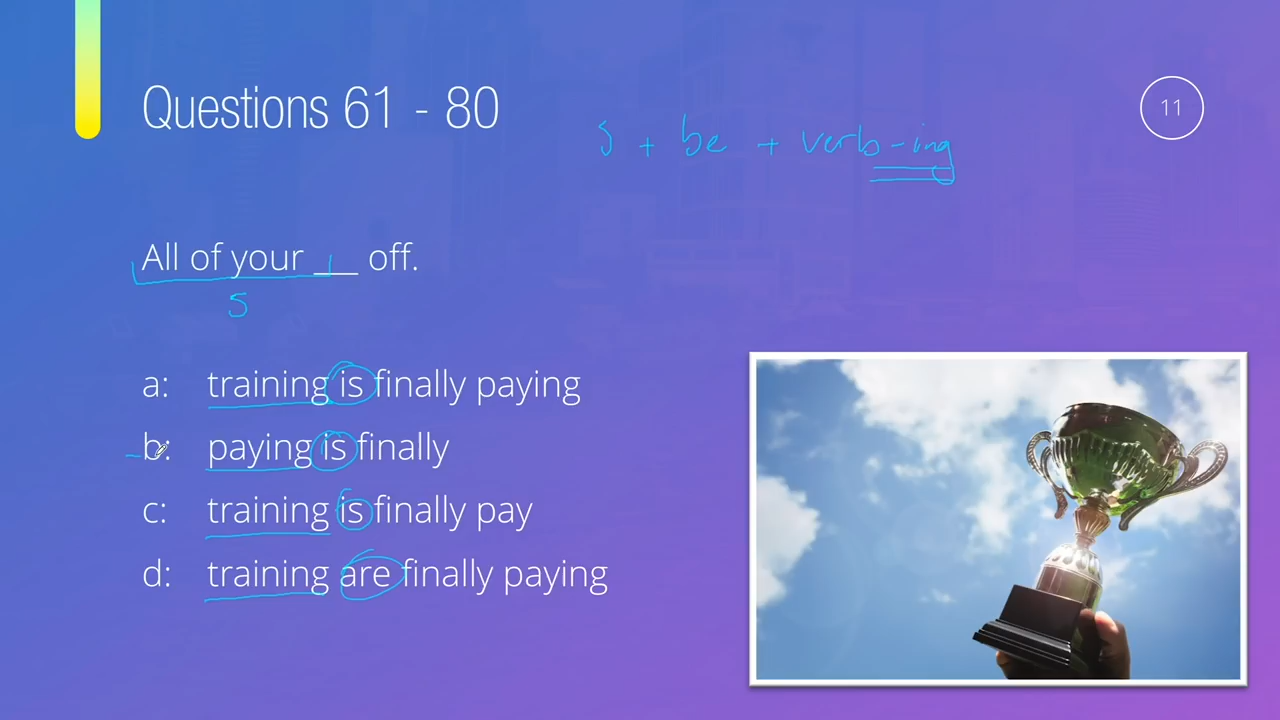 Questions 61 - 80
11
S + be + verb-ing
All of your ___ off.
S
a: training is finally paying
b: paying is finally
c: training is finally pay
d: training are finally paying